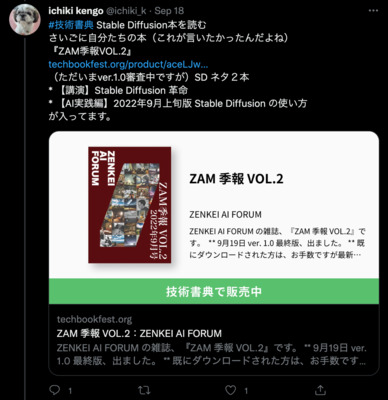 ichiki kengo @ichiki_k · Sep 18
#技術書典 Stable Diffusion本を読む
さいごに自分たちの本（これが言いたかったんだよね）
『ZAM季報VOL.2』
techbookfest.org/product/aceLJw...
（ただいまver.1.0審査中ですが）SD ネタ２本
* 【講演】Stable Diffusion 革命
* 【AI実践編】2022年9月上旬版 Stable Diffusion の使い方
が入ってます。
ZENKEI
AI
FORUM
ZAM季報 VOL.2
2022年9月号
ZAM 季報 VOL.2
ZENKEI AI FORUM
ZENKEI AI FORUM の雑誌、『ZAM 季報 VOL.2』で
す。 ** 9月19日 ver. 1.0 最終版、出ました。 ** 既
にダウンロードされた方は、お手数ですが最新…
技術書典で販売中
techbookfest.org
ZAM 季報 VOL.2：ZENKEI AI FORUM
ZENKEI AI FORUM の雑誌、『ZAM 季報 VOL.2』です。 ** 9月19日 ver.
1.0 最終版、出ました。 ** 既にダウンロードされた方は、お手数です...
1
1